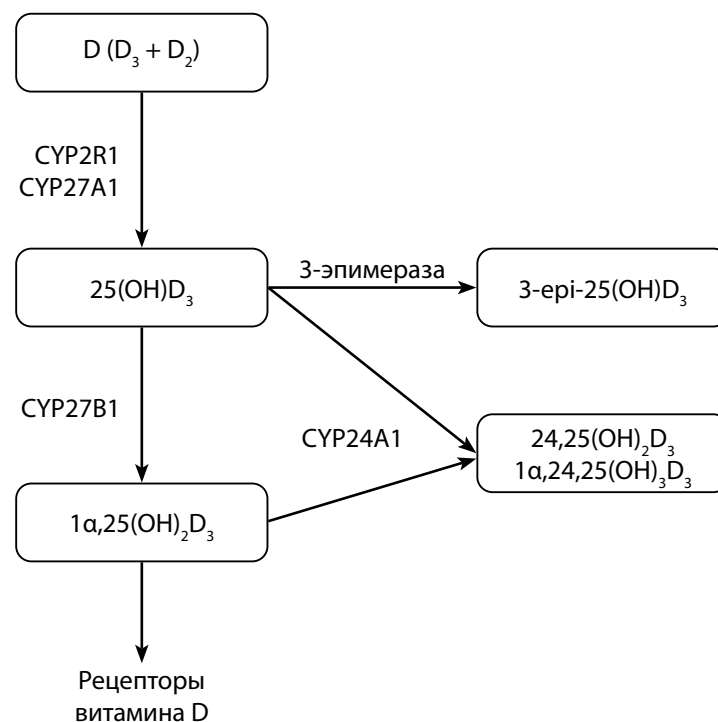 D (D₃ + D₂)
CYP2R1
CYP27A1
25(OH)D₃
3-эпимераза
3-epi-25(OH)D₃
CYP27B1
CYP24A1
24,25(OH)₂D₃
1α,24,25(OH)₃D₃
1α,25(OH)₂D₃
Рецепторы
витамина D